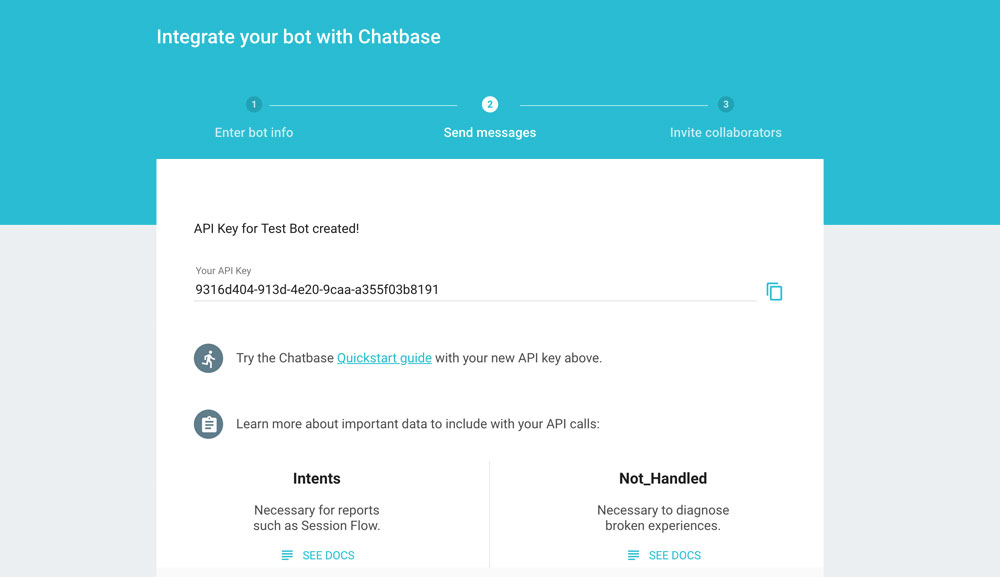 Integrate your bot with Chatbase
1 2 3
Enter bot info Send messages Invite collaborators
API Key for Test Bot created!
Your API Key
9316d404-913d-4e20-9caa-a355f03b8191
Try the Chatbase Quickstart guide with your new API key above.
Learn more about important data to include with your API calls:
Intents
Necessary for reports
such as Session Flow.
SEE DOCS
Not_Handled
Necessary to diagnose
broken experiences.
SEE DOCS